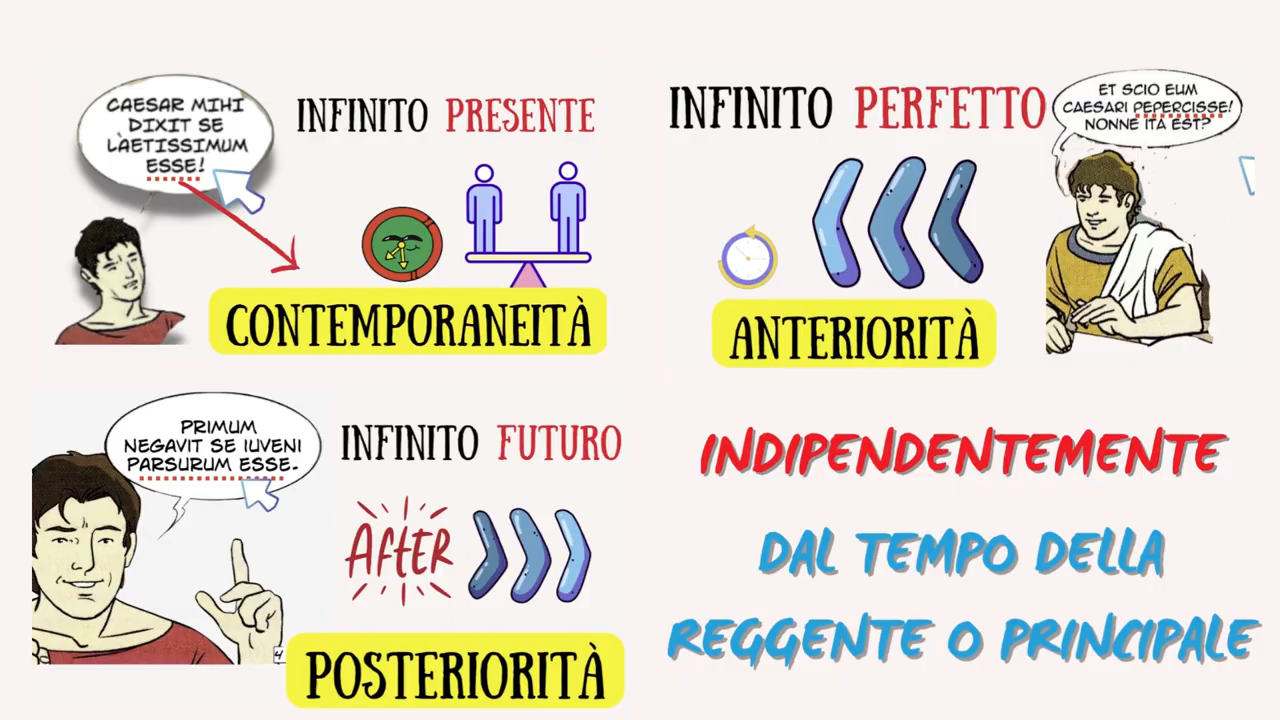 CAESAR MIHI
DIXIT SE
LÀETISSIMUM
ESSE!
INFINITO PRESENTE
CONTEMPORANEITÀ
INFINITO PERFETTO
ET SCIO EUM
CAESARI PEPERCISSE!
NONNE ITA EST?
ANTERIORITÀ
PRIMUM
NEGAVIT SE IUVENI
PARSURUM ESSE.
INFINITO FUTURO
AFTER
POSTERIORITÀ
INDIPENDENTEMENTE
DAL TEMPO DELLA
REGGENTE O PRINCIPALE